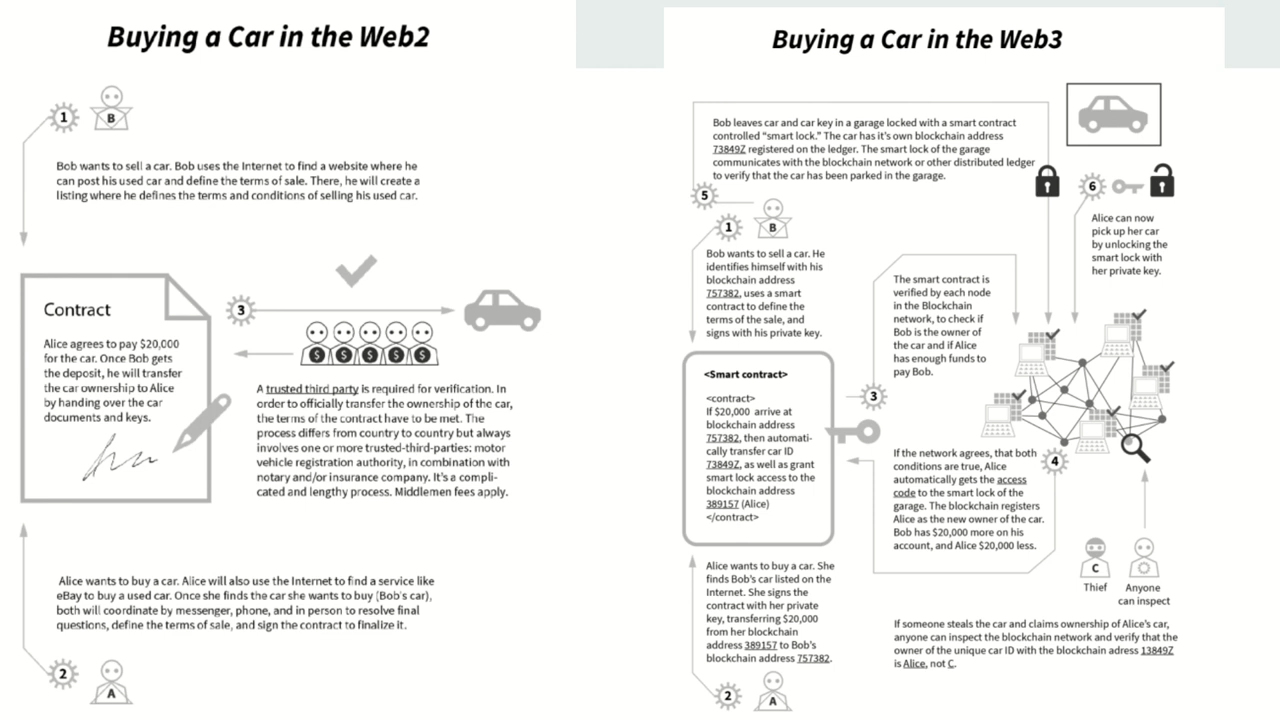 Buying a Car in the Web2
1
B
Bob wants to sell a car. Bob uses the Internet to find a website where he
can post his used car and define the terms of sale. There, he will create a
listing where he defines the terms and conditions of selling his used car.
Contract
Alice agrees to pay $20,000
for the car. Once Bob gets
the deposit, he will transfer
the car ownership to Alice
by handing over the car
documents and keys.
3
$ $ $ $ $
A trusted third party is required for verification. In
order to officially transfer the ownership of the car,
the terms of the contract have to be met. The
process differs from country to country but always
involves one or more trusted-third-parties: motor
vehicle registration authority, in combination with
notary and/or insurance company. It's a compli-
cated and lengthy process. Middlemen fees apply.
Alice wants to buy a car. Alice will also use the Internet to find a service like
eBay to buy a used car. Once she finds the car she wants to buy (Bob's car),
both will coordinate by messenger, phone, and in person to resolve final
questions, define the terms of sale, and sign the contract to finalize it.
2
A
Buying a Car in the Web3
Bob leaves car and car key in a garage locked with a smart contract
controlled “smart lock.” The car has it's own blockchain address
73849Z registered on the ledger. The smart lock of the garage
communicates with the blockchain network or other distributed ledger
to verify that the car has been parked in the garage.
5
1
B
Bob wants to sell a car. He
identifies himself with his
blockchain address
757382, uses a smart
contract to define the
terms of the sale, and
signs with his private key.
<Smart contract>
<contract>
If $20,000 arrive at
blockchain address
757382, then automati-
cally transfer car ID
73849Z, as well as grant
smart lock access to the
blockchain address
389157 (Alice)
</contract>
Alice wants to buy a car. She
finds Bob's car listed on the
Internet. She signs the
contract with her private
key, transferring $20,000
from her blockchain
address 389157 to Bob's
blockchain address 757382.
2
A
The smart contract is
verified by each node
in the Blockchain
network, to check if
Bob is the owner of
the car and if Alice
has enough funds to
pay Bob.
3
If the network agrees, that both
conditions are true, Alice
automatically gets the access
code to the smart lock of the
garage. The blockchain registers
Alice as the new owner of the car.
Bob has $20,000 more on his
account, and Alice $20,000 less.
4
6
Alice can now
pick up her car
by unlocking the
smart lock with
her private key.
C
Thief
Anyone
can inspect
If someone steals the car and claims ownership of Alice's car,
anyone can inspect the blockchain network and verify that the
owner of the unique car ID with the blockchain adress 13849Z
is Alice, not C.